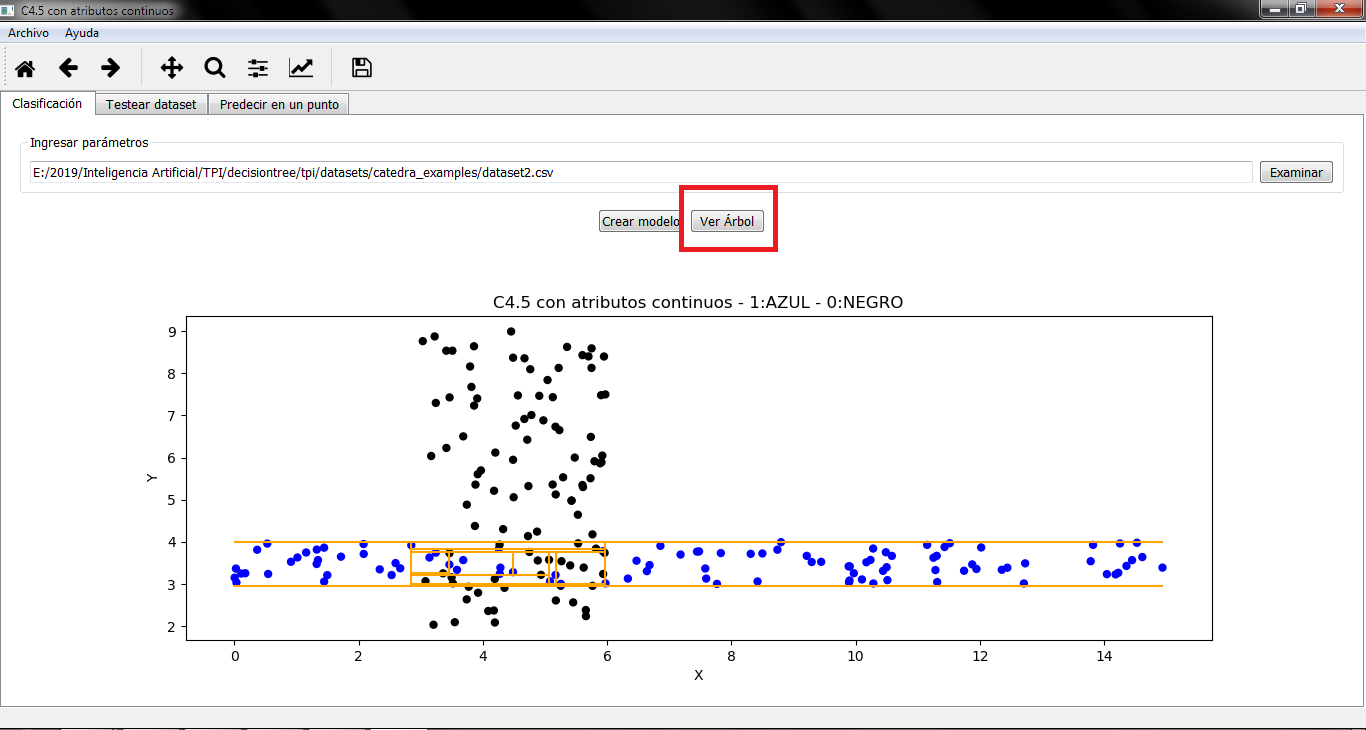 C4.5 con atributos continuos
Archivo Ayuda
Clasificación Testear dataset Predecir en un punto
Ingresar parámetros
E:/2019/Inteligencia Artificial/TPI/decisiontree/tpi/datasets/catedra_examples/dataset2.csv Examinar
Crear modelo Ver Árbol
C4.5 con atributos continuos - 1:AZUL - 0:NEGRO
9
8
7
6
Y
5
4
3
2
0 2 4 6 8 10 12 14
X